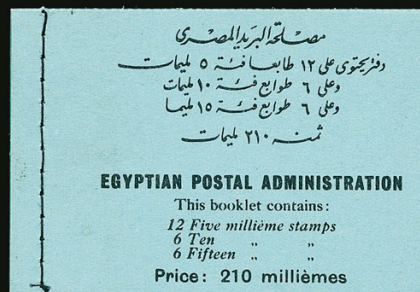 مصلحة البريد المصرى
دفتر يحتوى على ١٢ طابعا فئة ٥ مليمات
وعلى ٦ طوابع فئة ١٠ مليمات
وعلى ٦ طوابع فئة ١٥ مليما
ثمنه ٢١٠ مليمات
EGYPTIAN POSTAL ADMINISTRATION
This booklet contains:
12 Five millième stamps
6 Ten „ „
6 Fifteen „ „
Price: 210 millièmes